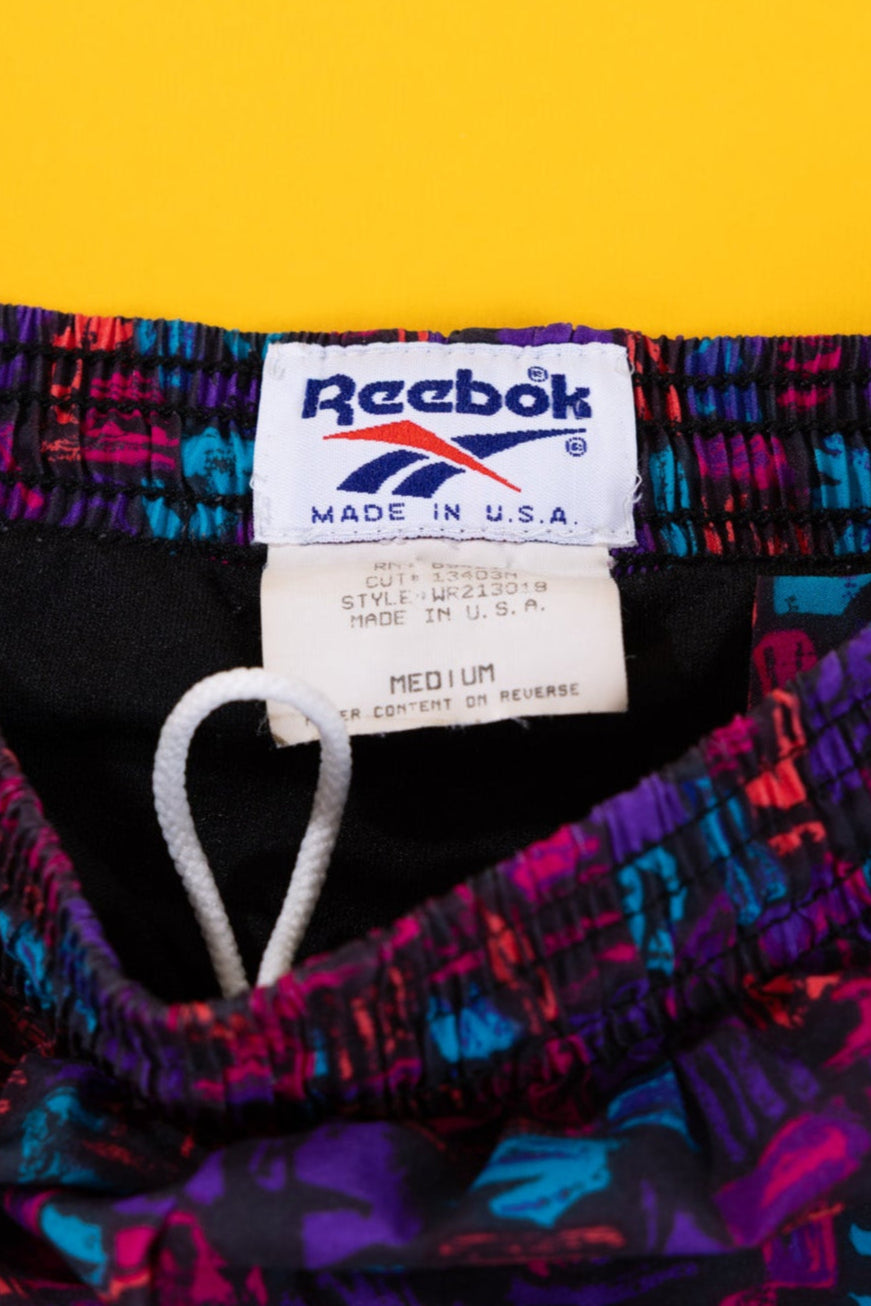 Reebok®
®
MADE IN U.S.A.
CUT# 13403M
STYLE# WR213018
MADE IN U.S.A.
MEDIUM
CONTENT ON REVERSE